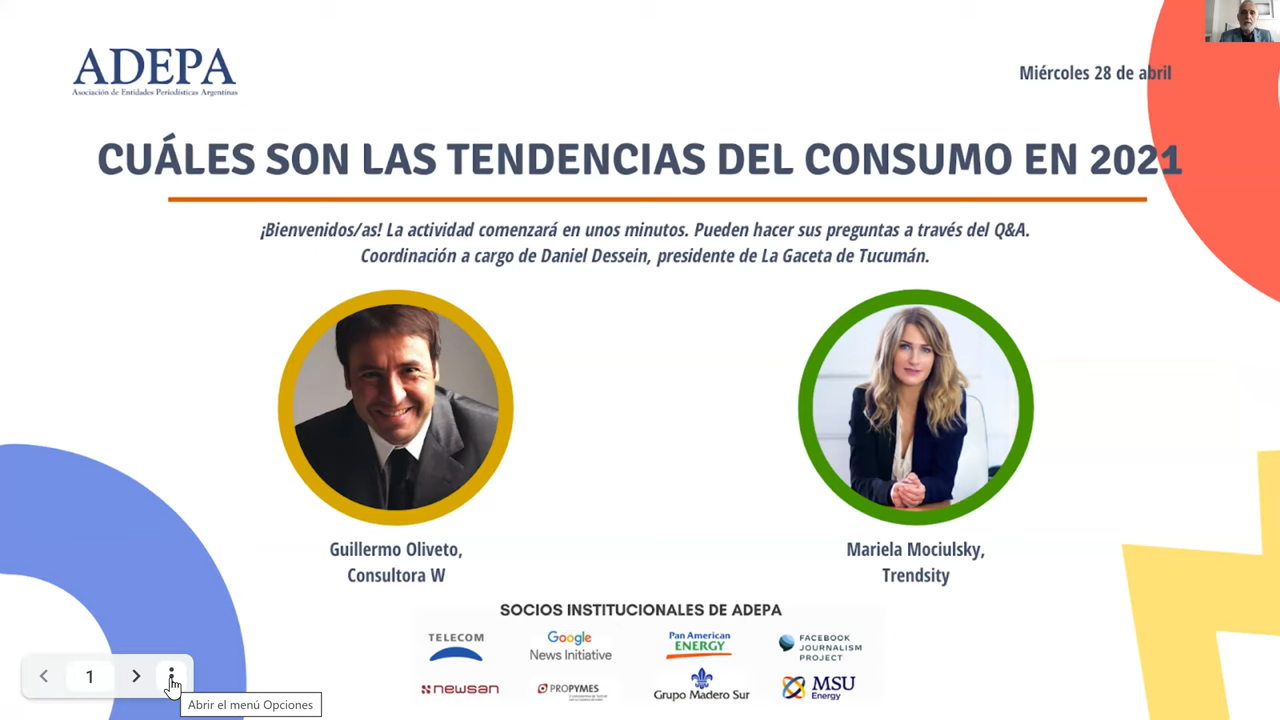 ADEPA
Asociación de Entidades Periodísticas Argentinas
Miércoles 28 de abril
CUÁLES SON LAS TENDENCIAS DEL CONSUMO EN 2021
¡Bienvenidos/as! La actividad comenzará en unos minutos. Pueden hacer sus preguntas a través del Q&A.
Coordinación a cargo de Daniel Dessein, presidente de La Gaceta de Tucumán.
Guillermo Oliveto,
Consultora W
Mariela Mociulsky,
Trendsity
SOCIOS INSTITUCIONALES DE ADEPA
TELECOM
Google
News Initiative
Pan American
ENERGY
FACEBOOK
JOURNALISM
PROJECT
newsan
PROPYMES
Grupo Madero Sur
MSU
Energy
1
Abrir el menú Opciones